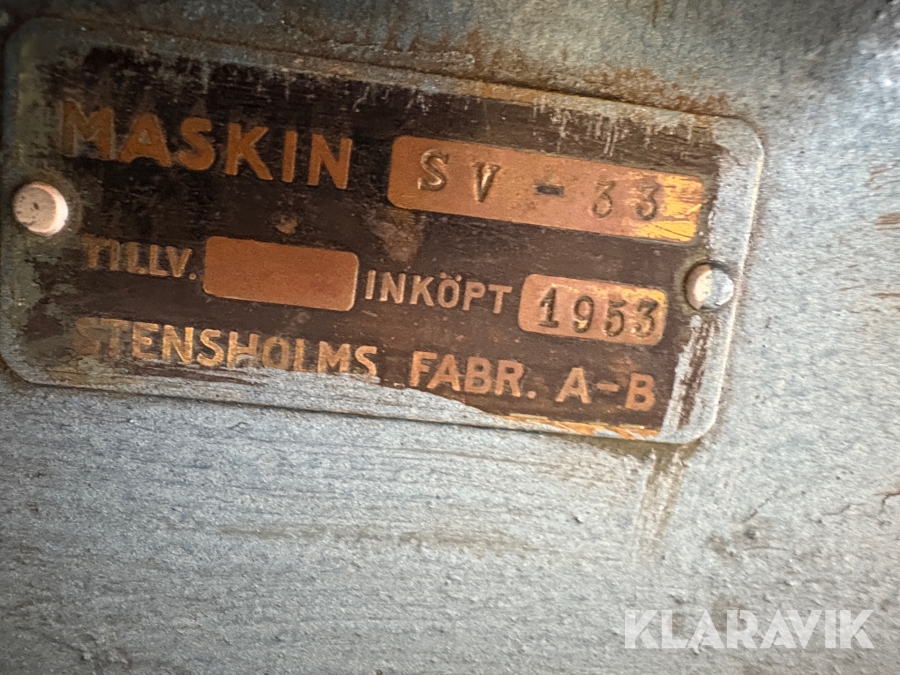 MASKIN SV-33
TILLV. INKÖPT 1953
STENSHOLMS FABR. A-B
KLARAVIK